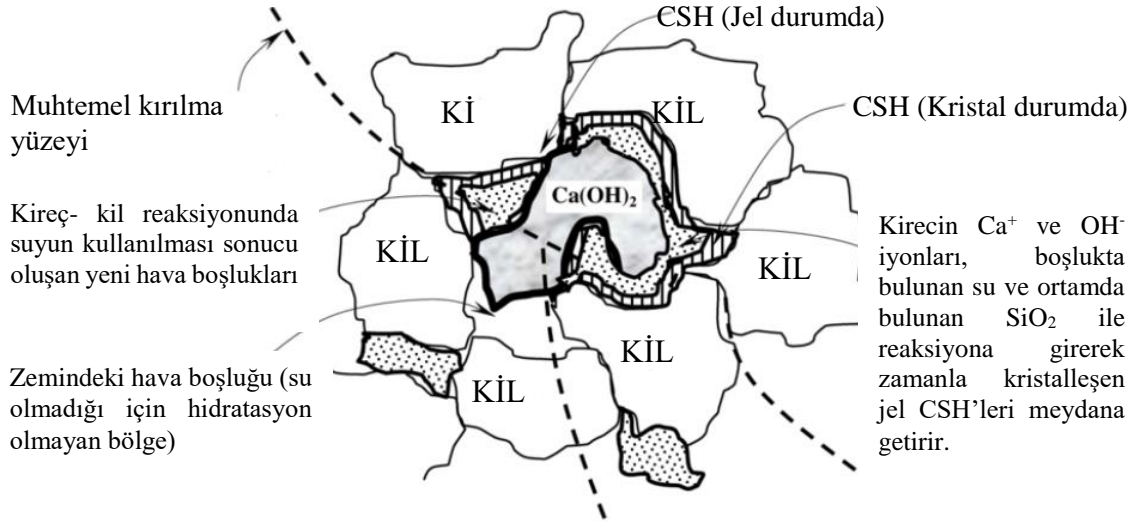 CSH (Jel durumda)
Muhtemel kırılma
yüzeyi
Kİ
KİL
CSH (Kristal durumda)
Ca(OH)₂
Kireç- kil reaksiyonunda
suyun kullanılması sonucu
oluşan yeni hava boşlukları
KİL
KİL
Kirecin Ca⁺ ve OH⁻
iyonları, boşlukta
bulunan su ve ortamda
bulunan SiO₂ ile
reaksiyona girerek
zamanla kristalleşen
jel CSH’leri meydana
getirir.
KİL
KİL
Zemindeki hava boşluğu (su
olmadığı için hidratasyon
olmayan bölge)